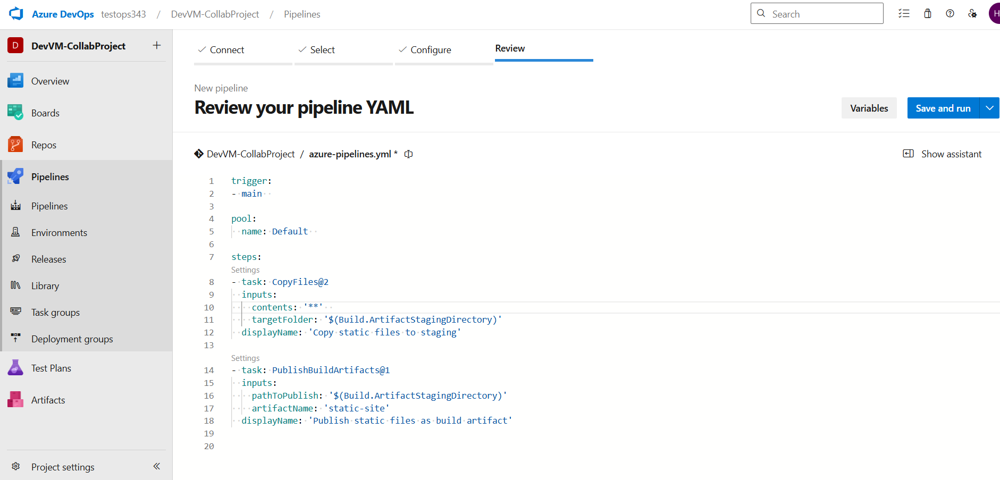 Azure DevOps testops343 / DevVM-CollabProject / Pipelines
Search
H
D DevVM-CollabProject +
Overview
Boards
Repos
Pipelines
Pipelines
Environments
Releases
Library
Task groups
Deployment groups
Test Plans
Artifacts
Project settings
Connect Select Configure Review
New pipeline
Review your pipeline YAML
Variables Save and run
DevVM-CollabProject / azure-pipelines.yml *
Show assistant
1 trigger:
2 - main
3
4 pool:
5 name: Default
6
7 steps:
Settings
8 - task: CopyFiles@2
9 inputs:
10 contents: '**'
11 targetFolder: '$(Build.ArtifactStagingDirectory)'
12 displayName: 'Copy static files to staging'
13
Settings
14 - task: PublishBuildArtifacts@1
15 inputs:
16 pathToPublish: '$(Build.ArtifactStagingDirectory)'
17 artifactName: 'static-site'
18 displayName: 'Publish static files as build artifact'
19
20